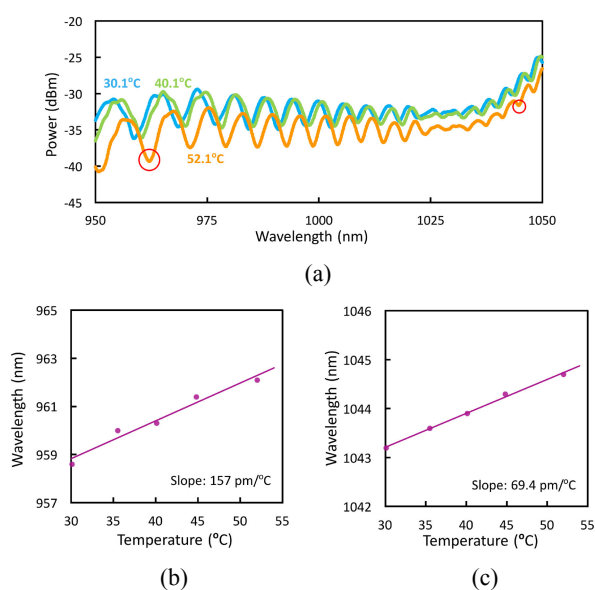 -20
-25
-30
-35
-40
-45
Power (dBm)
30.1°C
40.1°C
52.1°C
950
975
1000
1025
1050
Wavelength (nm)
(a)
965
963
961
959
957
Wavelength (nm)
Slope: 157 pm/°C
30
35
40
45
50
55
Temperature (°C)
(b)
1046
1045
1044
1043
1042
Wavelength (nm)
Slope: 69.4 pm/°C
30
35
40
45
50
55
Temperature (°C)
(c)